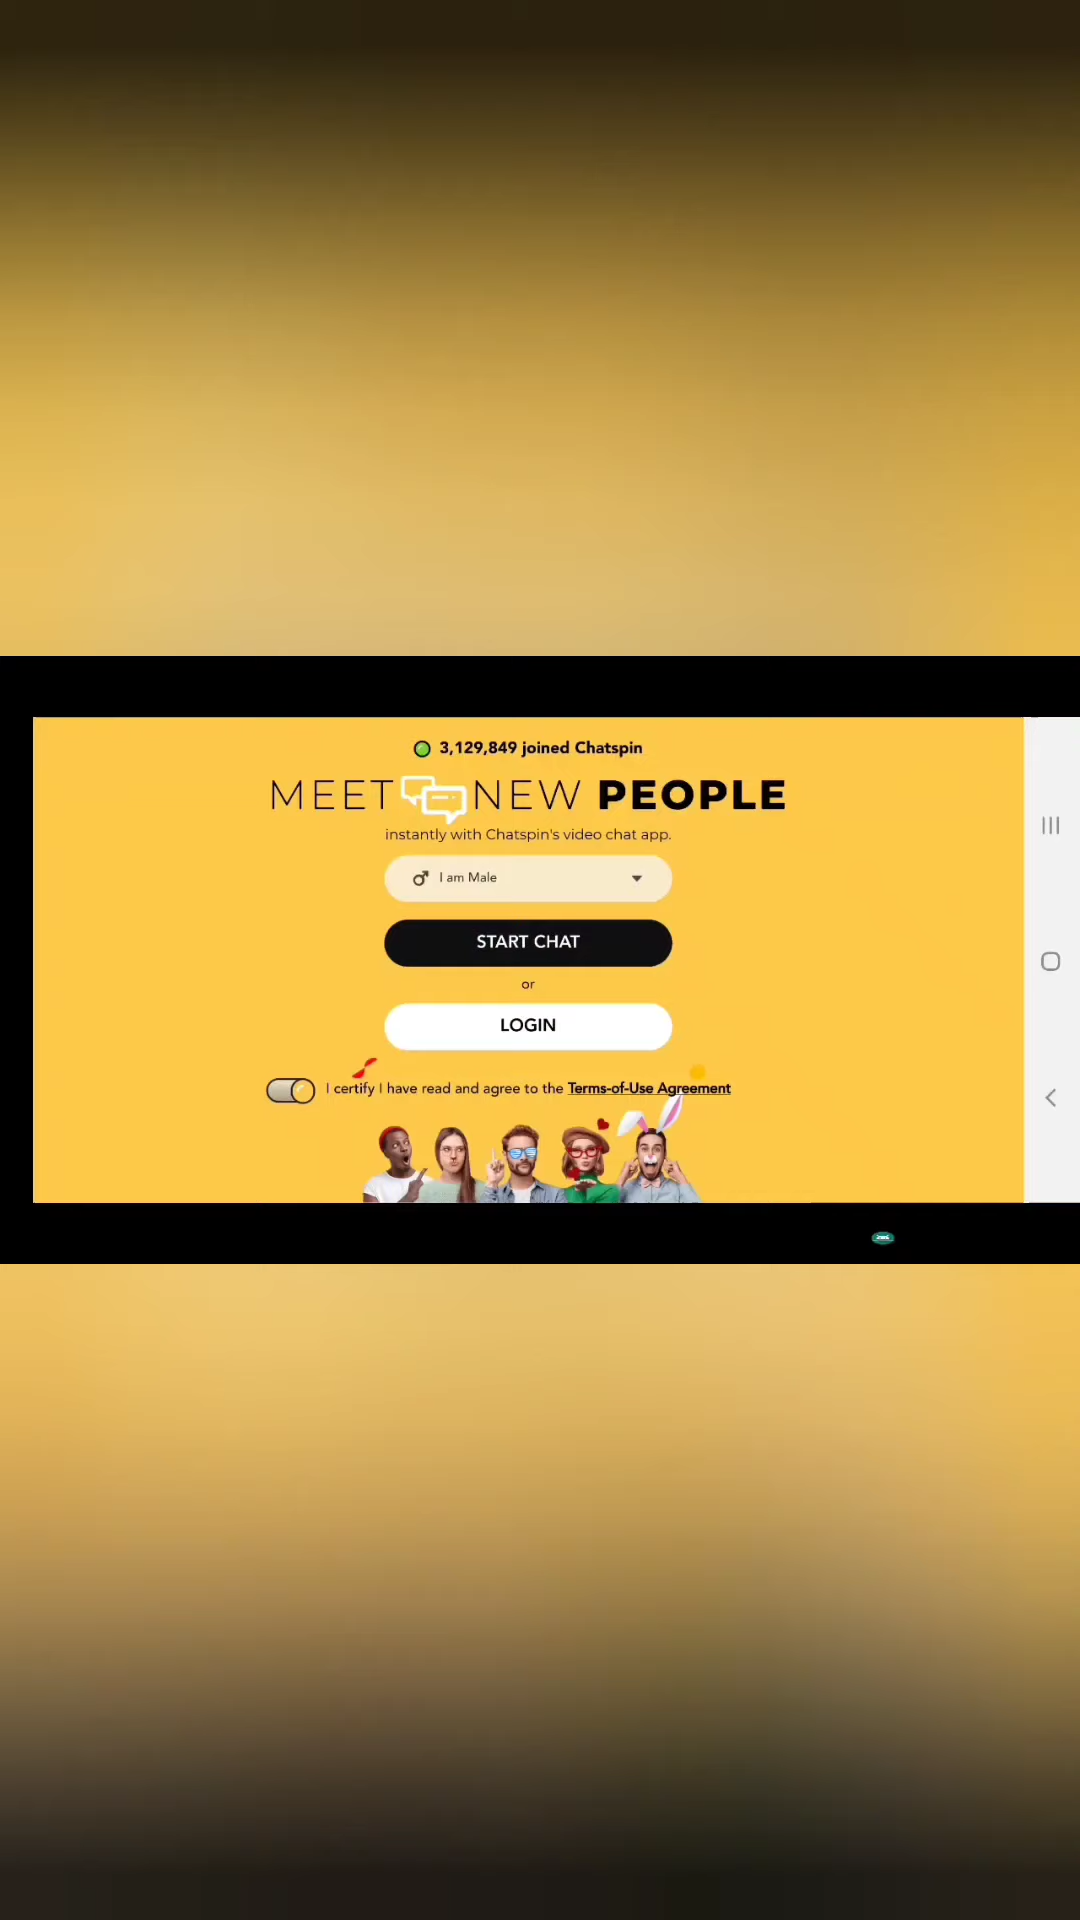 3,129,849 joined Chatspin
MEET NEW PEOPLE
instantly with Chatspin's video chat app.
I am Male
START CHAT
or
LOGIN
I certify I have read and agree to the Terms-of-Use Agreement